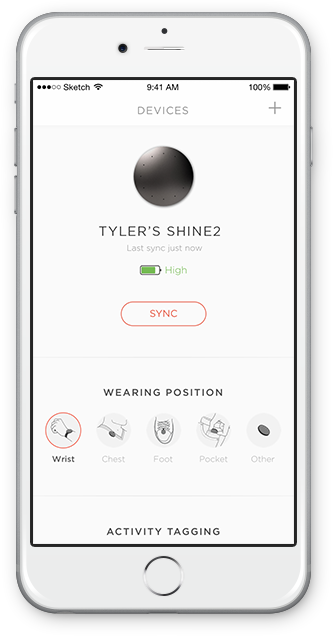 Sketch 9:41 AM 100%
DEVICES
TYLER'S SHINE2
Last sync just now
High
SYNC
WEARING POSITION
Wrist Chest Foot Pocket Other
ACTIVITY TAGGING